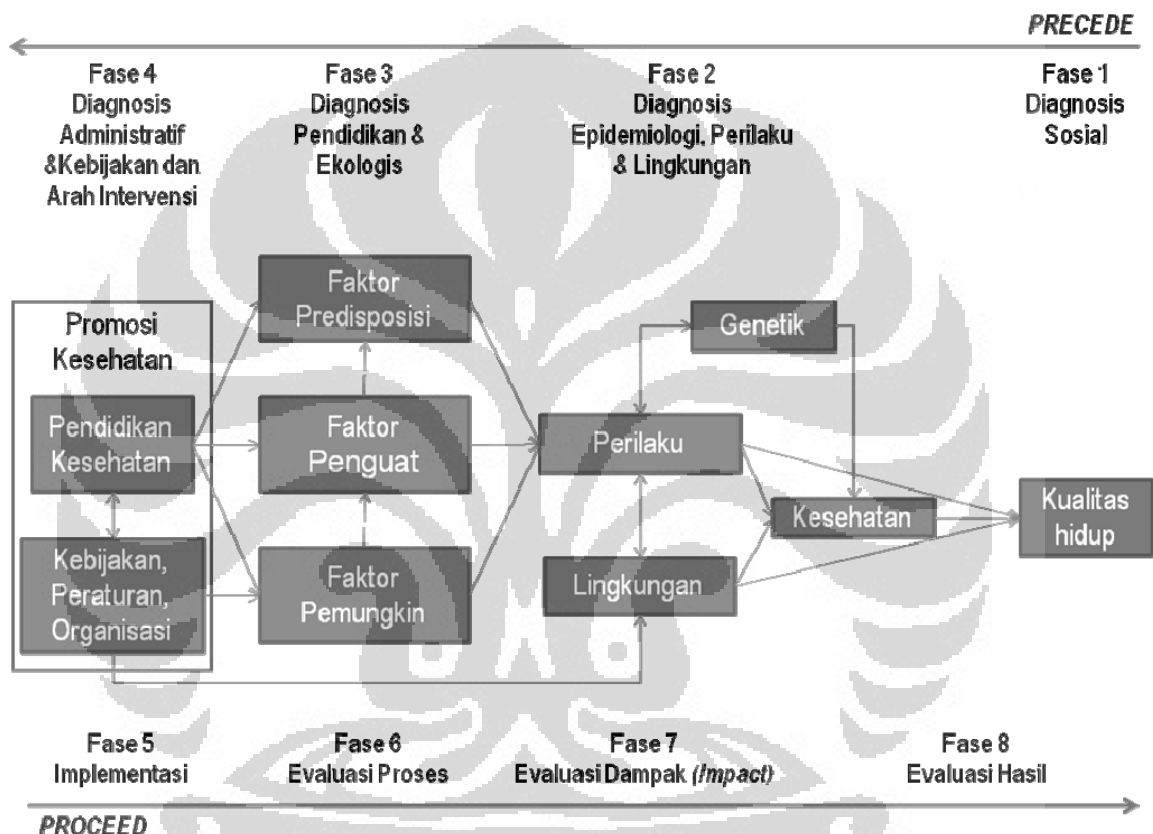 PRECEDE
Fase 4
Diagnosis
Administratif
&Kebijakan dan
Arah Intervensi
Fase 3
Diagnosis
Pendidikan &
Ekologis
Fase 2
Diagnosis
Epidemiologi, Perilaku
& Lingkungan
Fase 1
Diagnosis
Sosial
Promosi
Kesehatan
Pendidikan
Kesehatan
Kebijakan,
Peraturan,
Organisasi
Faktor
Predisposisi
Faktor
Penguat
Faktor
Pemungkin
Genetik
Perilaku
Lingkungan
Kesehatan
Kualitas
hidup
Fase 5
Implementasi
Fase 6
Evaluasi Proses
Fase 7
Evaluasi Dampak (Impact)
Fase 8
Evaluasi Hasil
PROCEED